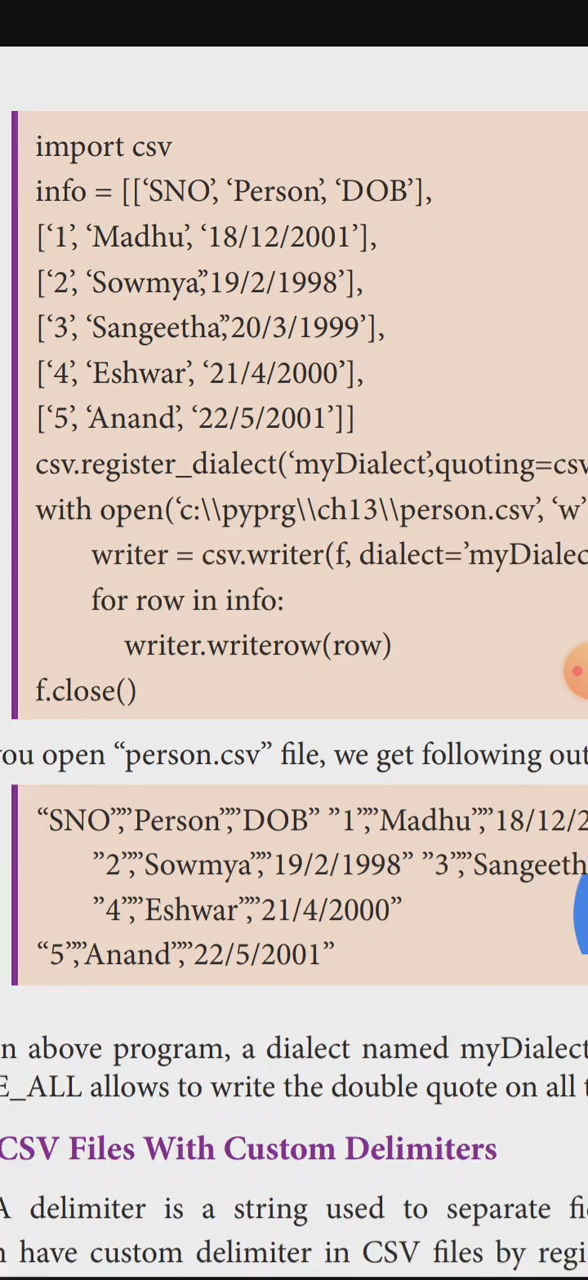 import csv
info = [[‘SNO’, ‘Person’, ‘DOB’],
[‘1’, ‘Madhu’, ‘18/12/2001’],
[‘2’, ‘Sowmya’,’19/2/1998’],
[‘3’, ‘Sangeetha’,’20/3/1999’],
[‘4’, ‘Eshwar’, ‘21/4/2000’],
[‘5’, ‘Anand’, ‘22/5/2001’]]
csv.register_dialect(‘myDialect’,quoting=csv
with open(‘c:\\pyprg\\ch13\\person.csv’, ‘w’
writer = csv.writer(f, dialect=’myDialec
for row in info:
writer.writerow(row)
f.close()
you open “person.csv” file, we get following out
“SNO”,”Person”,”DOB” ”1”,”Madhu”,”18/12/2
”2”,”Sowmya”,”19/2/1998” ”3”,”Sangeeth
”4”,”Eshwar”,”21/4/2000”
“5”,”Anand”,”22/5/2001”
n above program, a dialect named myDialect
E_ALL allows to write the double quote on all
CSV Files With Custom Delimiters
A delimiter is a string used to separate fi
n have custom delimiter in CSV files by regi